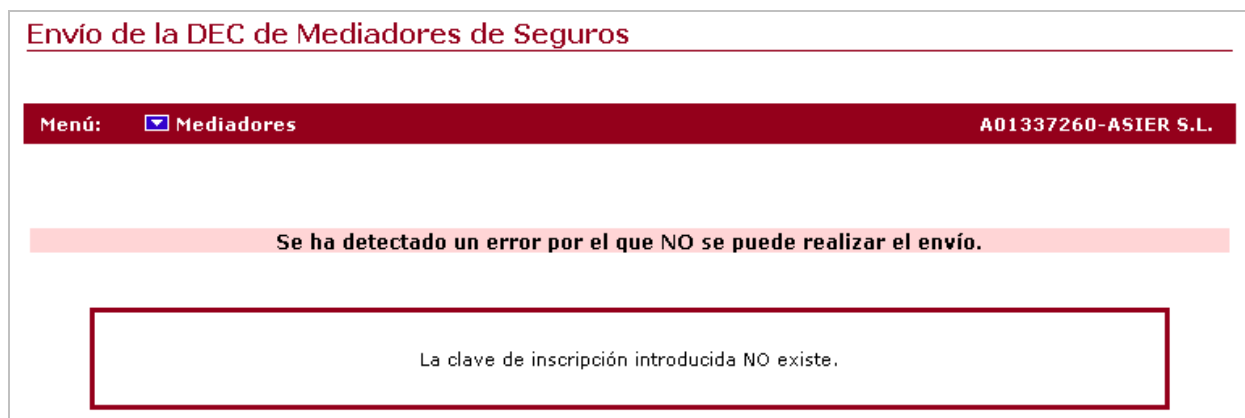 Envío de la DEC de Mediadores de Seguros
Menú: Mediadores A01337260-ASIER S.L.
Se ha detectado un error por el que NO se puede realizar el envío.
La clave de inscripción introducida NO existe.